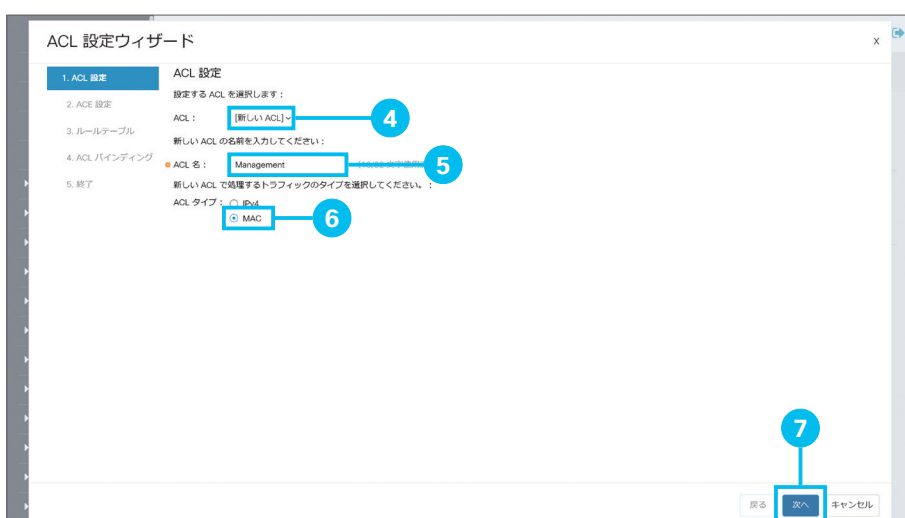 ACL 設定ウィザード
x
1. ACL 設定
2. ACE 設定
3. ルールテーブル
4. ACL バインディング
5. 終了
ACL 設定
設定する ACL を選択します：
ACL： [新しい ACL]
4
新しい ACL の名前を入力してください：
ACL 名： Management
5
新しい ACL で処理するトラフィックのタイプを選択してください。：
ACL タイプ： IPv4
MAC
6
7
戻る 次へ キャンセル